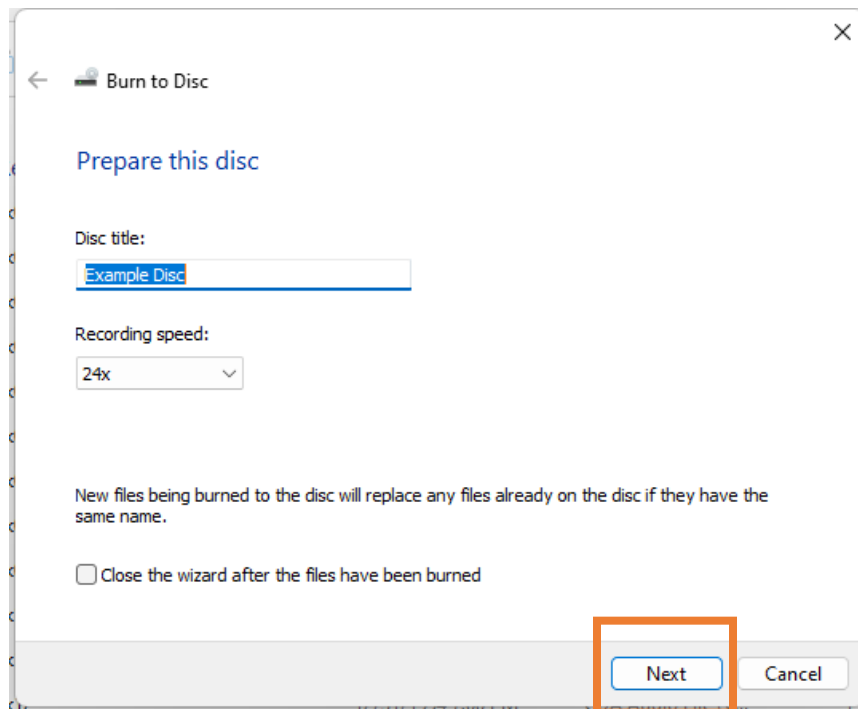 Burn to Disc
Prepare this disc
Disc title:
Example Disc
Recording speed:
24x
New files being burned to the disc will replace any files already on the disc if they have the
same name.
Close the wizard after the files have been burned
Next
Cancel